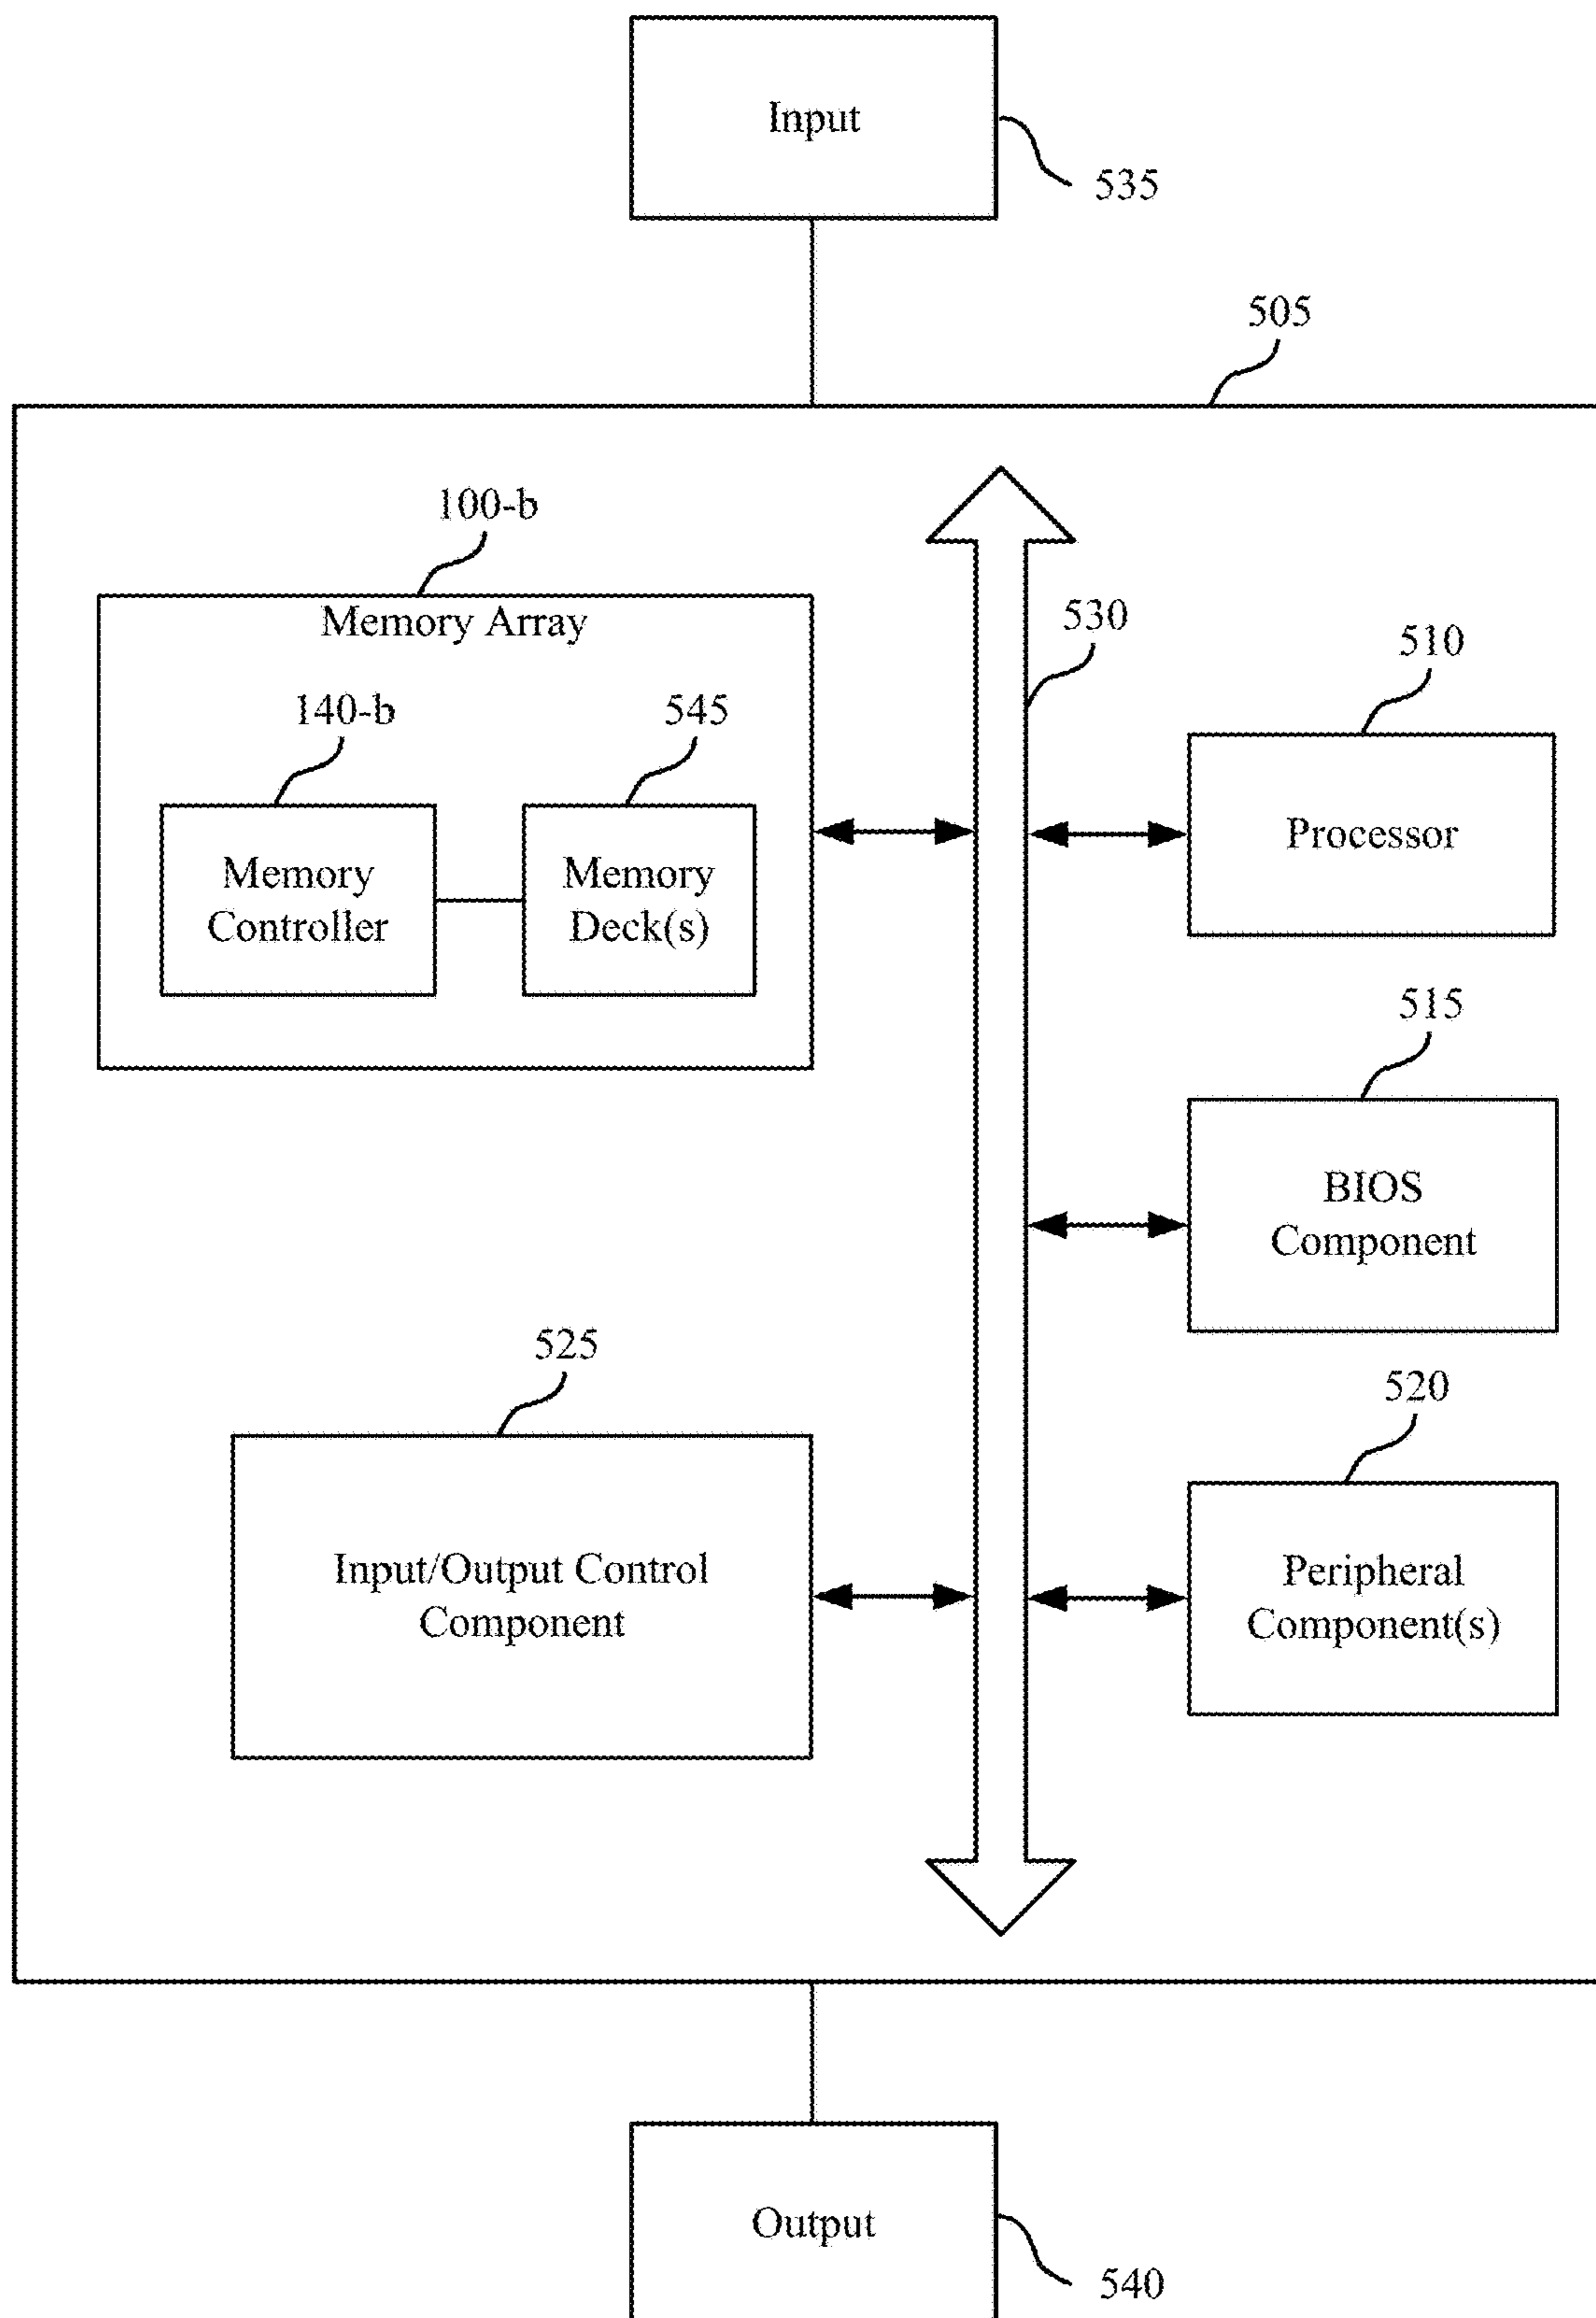 Input
535
505
100-b
Memory Array
530
510
140-b
545
Processor
Memory
Controller
Memory
Deck(s)
515
BIOS
Component
525
520
Input/Output Control
Component
Peripheral
Component(s)
Output
540